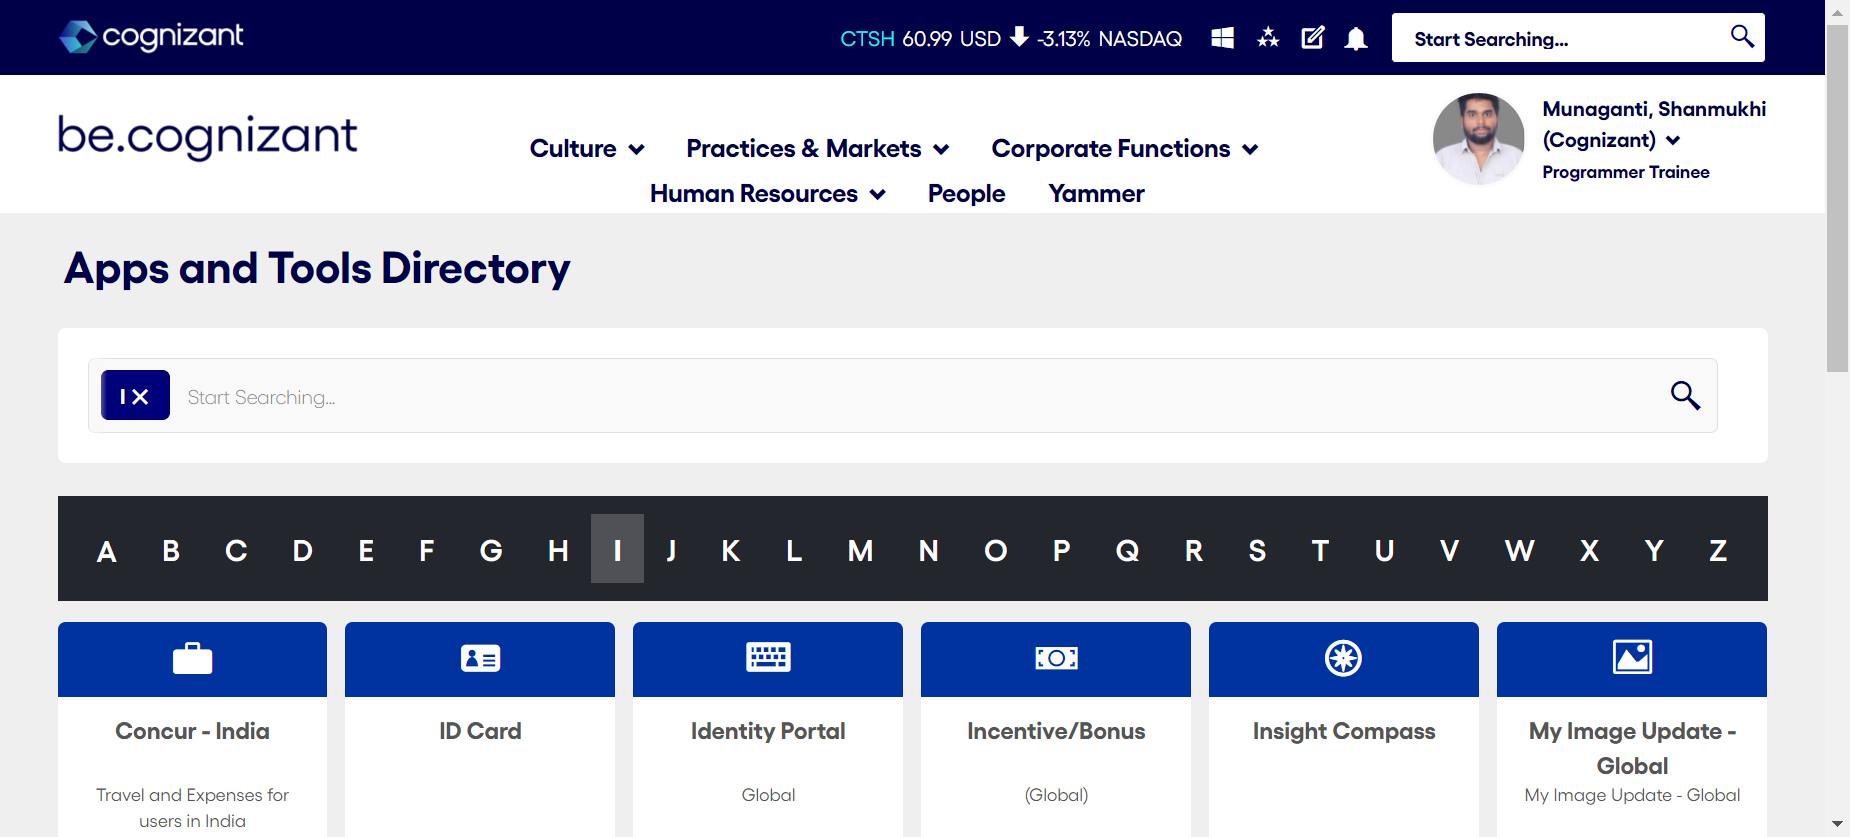 cognizant
CTSH 60.99 USD -3.13% NASDAQ
Start Searching...
be.cognizant
Culture Practices & Markets Corporate Functions
Human Resources People Yammer
Munaganti, Shanmukhi
(Cognizant)
Programmer Trainee
Apps and Tools Directory
I X Start Searching...
A B C D E F G H I J K L M N O P Q R S T U V W X Y Z
Concur - India
Travel and Expenses for
users in India
ID Card
Identity Portal
Global
Incentive/Bonus
(Global)
Insight Compass
My Image Update -
Global
My Image Update - Global